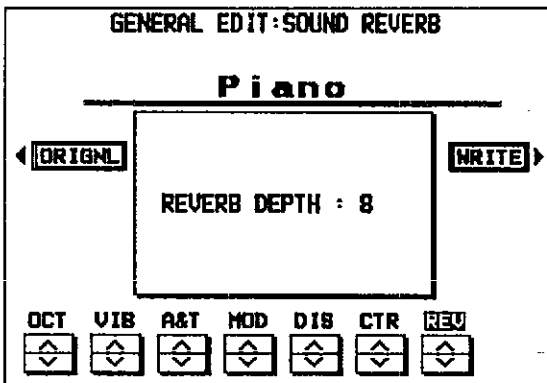 GENERAL EDIT:SOUND REVERB
Piano
ORIGNL WRITE
REVERB DEPTH : 8
OCT VIB A&T MOD DIS CTR REV